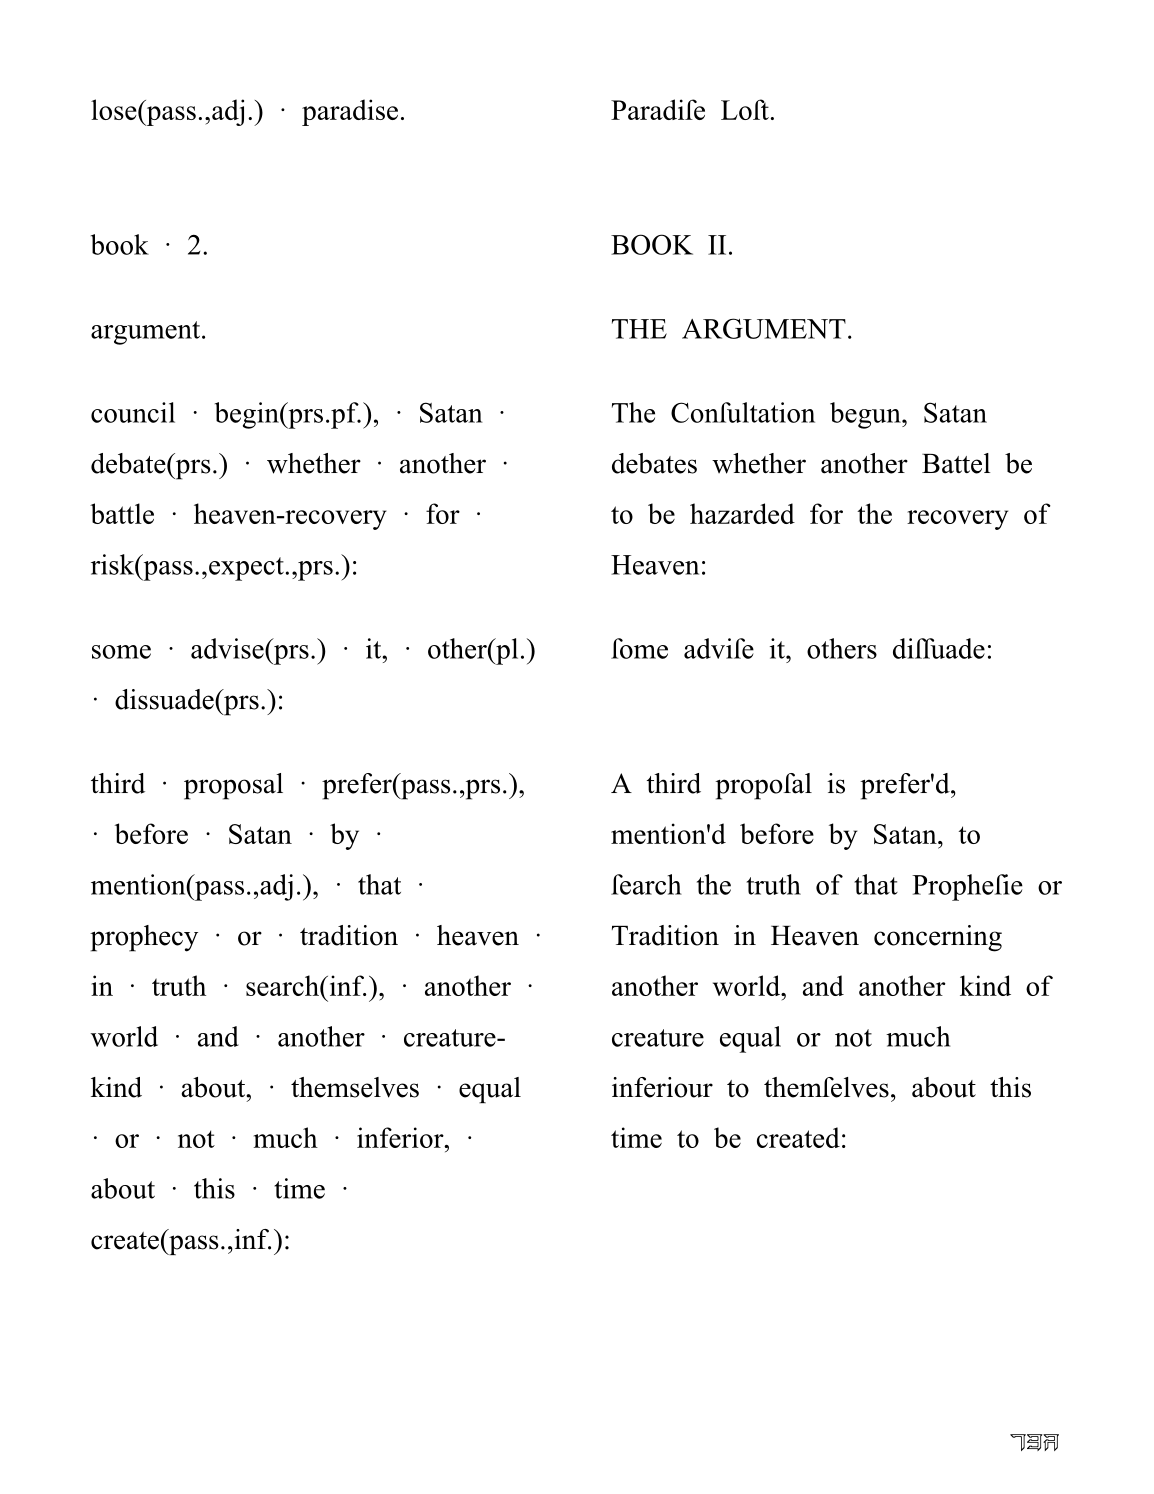 lose(pass.,adj.) · paradise.
book · 2.
argument.
council · begin(prs.pf.), · Satan ·
debate(prs.) · whether · another ·
battle · heaven-recovery · for ·
risk(pass.,expect.,prs.):
some · advise(prs.) · it, · other(pl.)
· dissuade(prs.):
third · proposal · prefer(pass.,prs.),
· before · Satan · by ·
mention(pass.,adj.), · that ·
prophecy · or · tradition · heaven ·
in · truth · search(inf.), · another ·
world · and · another · creature-
kind · about, · themselves · equal
· or · not · much · inferior, ·
about · this · time ·
create(pass.,inf.):
Paradiſe Loſt.
BOOK II.
THE ARGUMENT.
The Conſultation begun, Satan
debates whether another Battel be
to be hazarded for the recovery of
Heaven:
ſome adviſe it, others diſſuade:
A third propoſal is prefer'd,
mention'd before by Satan, to
ſearch the truth of that Propheſie or
Tradition in Heaven concerning
another world, and another kind of
creature equal or not much
inferiour to themſelves, about this
time to be created: